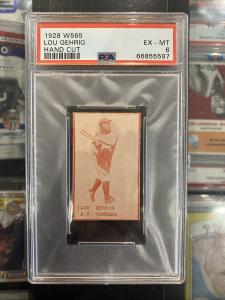 1928 W565
LOU GEHRIG
HAND CUT
EX - MT
6
PSA
66855597
LOU GEHRIG
N.Y. YANKEES